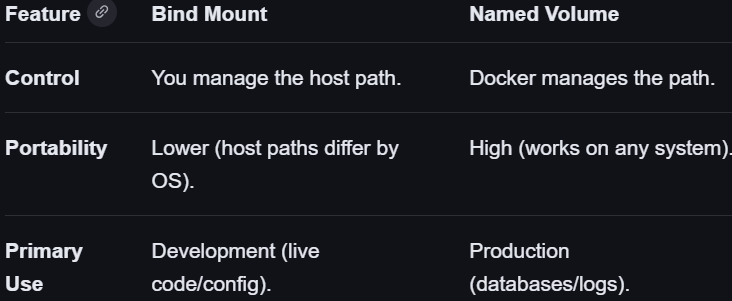 Feature Bind Mount Named Volume
Control You manage the host path. Docker manages the path.
Portability Lower (host paths differ by High (works on any system).
OS).
Primary Development (live Production
Use code/config). (databases/logs).